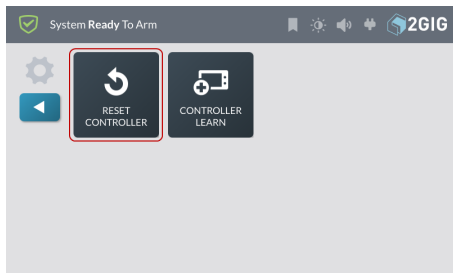 System Ready To Arm
2GIG
RESET
CONTROLLER
CONTROLLER
LEARN